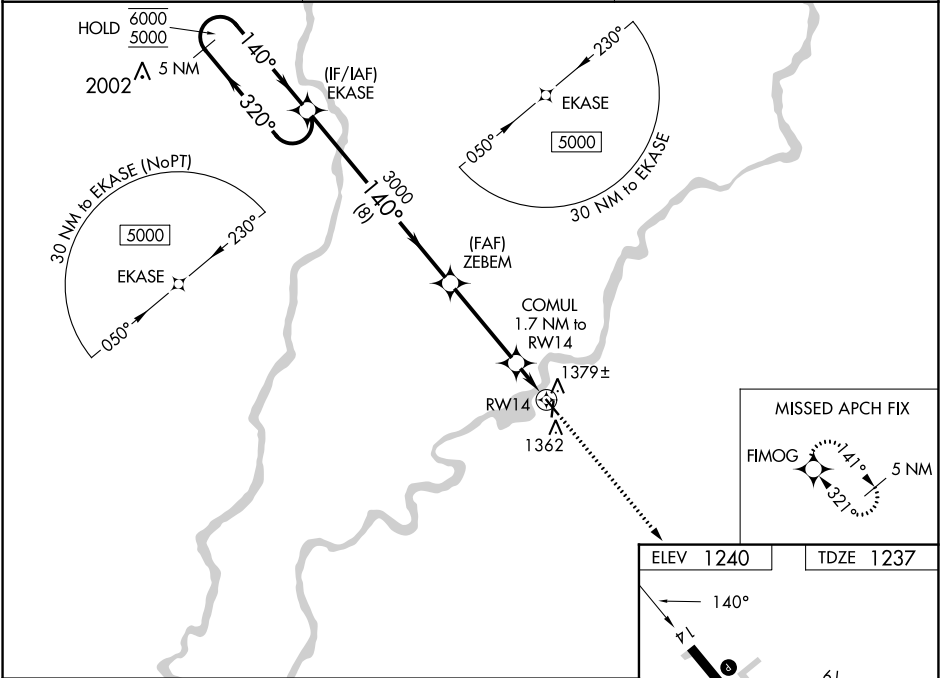 HOLD 6000
5000
2002 5 NM
140°
320°
(IF/IAF)
EKASE
230°
EKASE
5000
050°
30 NM to EKASE
30 NM to EKASE (NoPT)
5000
230°
EKASE
050°
3000
140°
(8)
(FAF)
ZEBEM
COMUL
1.7 NM to
RW14
1379±
RW14
1362
MISSED APCH FIX
FIMOG
141°
5 NM
321°
ELEV 1240
TDZE 1237
140°
14
P